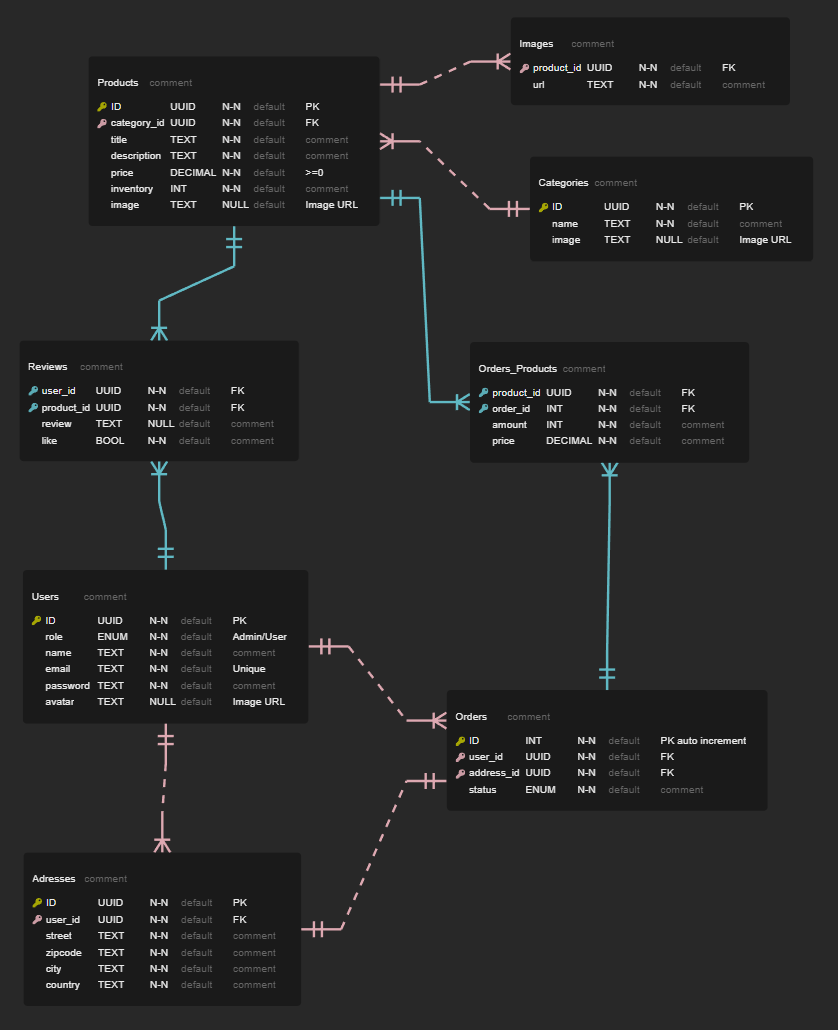 Images comment
product_id UUID N-N default FK
url TEXT N-N default comment
Products comment
ID UUID N-N default PK
category_id UUID N-N default FK
title TEXT N-N default comment
description TEXT N-N default comment
price DECIMAL N-N default >=0
inventory INT N-N default comment
image TEXT NULL default Image URL
Categories comment
ID UUID N-N default PK
name TEXT N-N default comment
image TEXT NULL default Image URL
Reviews comment
user_id UUID N-N default FK
product_id UUID N-N default FK
review TEXT NULL default comment
like BOOL N-N default comment
Orders_Products comment
product_id UUID N-N default FK
order_id INT N-N default FK
amount INT N-N default comment
price DECIMAL N-N default comment
Users comment
ID UUID N-N default PK
role ENUM N-N default Admin/User
name TEXT N-N default comment
email TEXT N-N default Unique
password TEXT N-N default comment
avatar TEXT NULL default Image URL
Orders comment
ID INT N-N default PK auto increment
user_id UUID N-N default FK
address_id UUID N-N default FK
status ENUM N-N default comment
Adresses comment
ID UUID N-N default PK
user_id UUID N-N default FK
street TEXT N-N default comment
zipcode TEXT N-N default comment
city TEXT N-N default comment
country TEXT N-N default comment